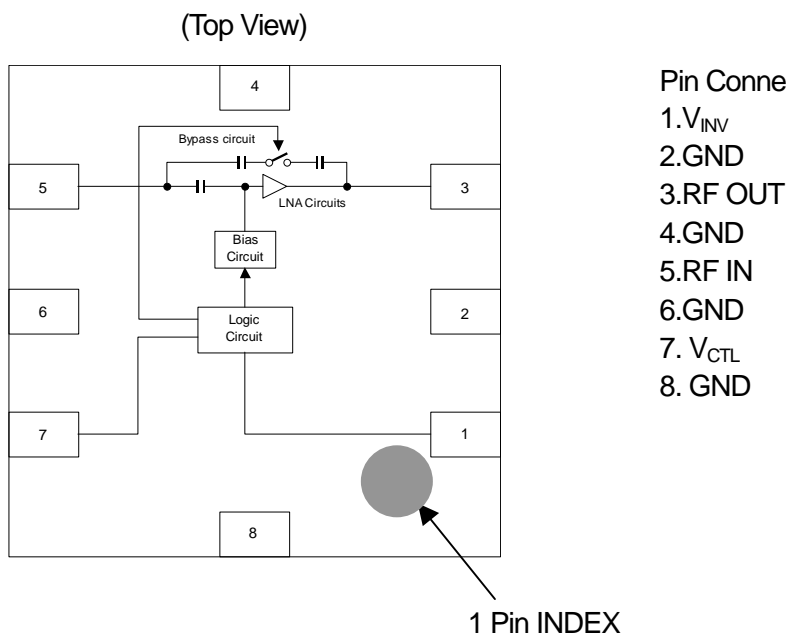 (Top View)
4
Bypass circuit
5
3
LNA Circuits
Bias
Circuit
6
Logic
Circuit
2
7
1
8
1 Pin INDEX
Pin Conne
1.VINV
2.GND
3.RF OUT
4.GND
5.RF IN
6.GND
7. VCTL
8. GND